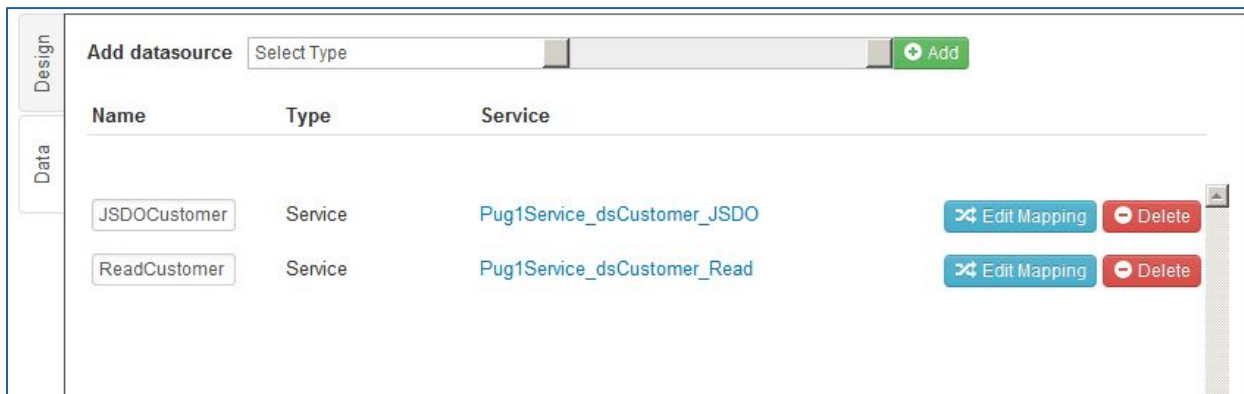 Design
Data
Add datasource Select Type Add
Name Type Service
JSDOCustomer Service Pug1Service_dsCustomer_JSDO Edit Mapping Delete
ReadCustomer Service Pug1Service_dsCustomer_Read Edit Mapping Delete